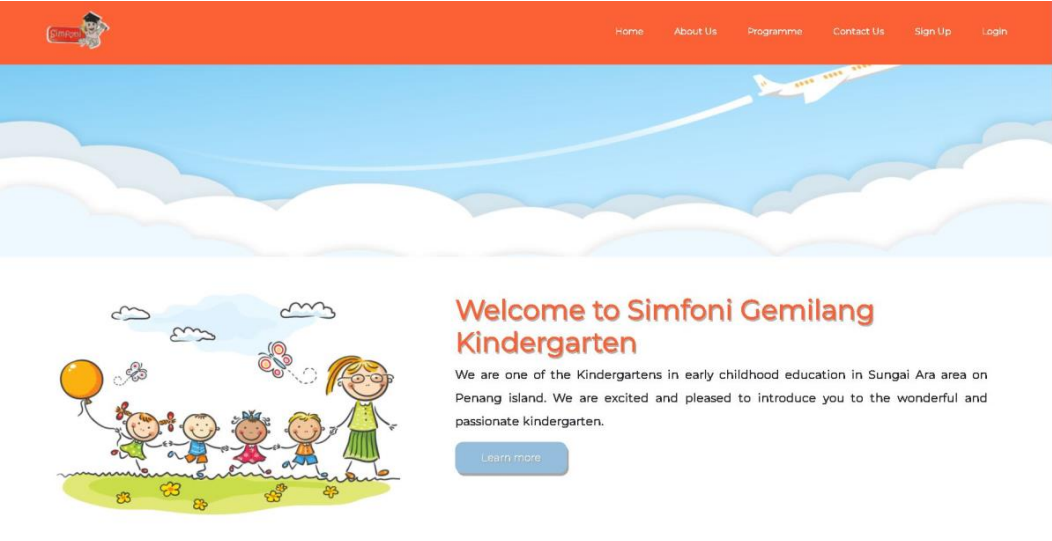 Simfoni
Home About Us Programme Contact Us Sign Up Login
Welcome to Simfoni Gemilang
Kindergarten
We are one of the Kindergartens in early childhood education in Sungai Ara area on
Penang island. We are excited and pleased to introduce you to the wonderful and
passionate kindergarten.
Learn more